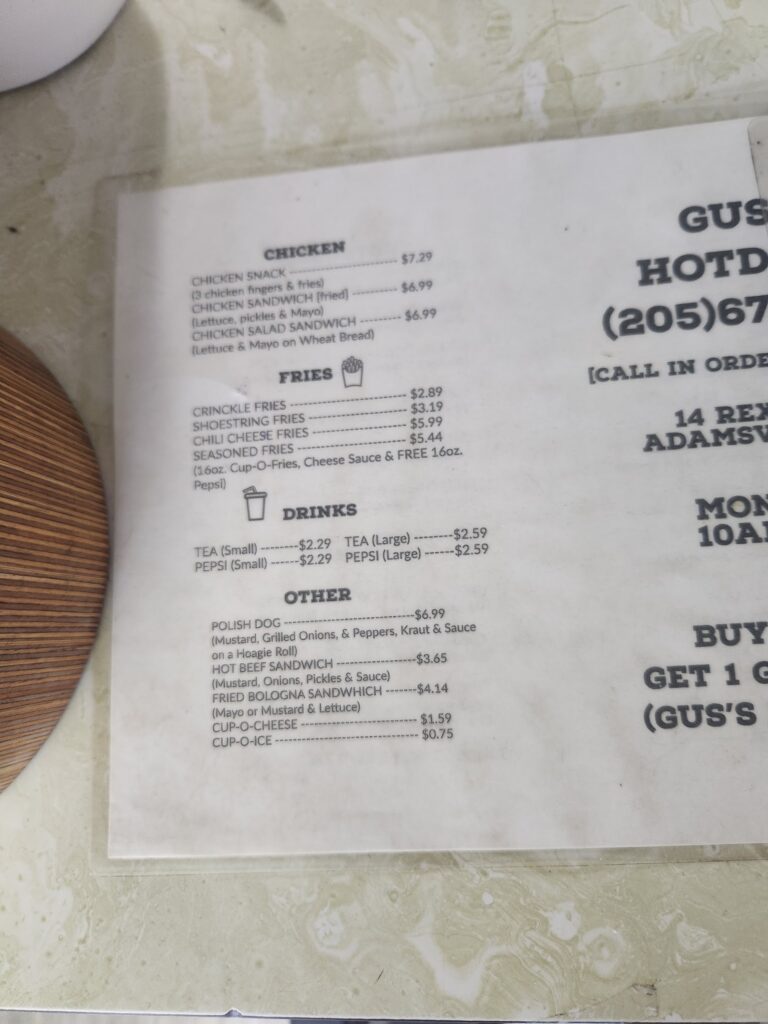 CHICKEN
CHICKEN SNACK ------------------------- $7.29
(3 chicken fingers & fries)
CHICKEN SANDWICH [fried] ---------- $6.99
(Lettuce, pickles & Mayo)
CHICKEN SALAD SANDWICH --------- $6.99
(Lettuce & Mayo on Wheat Bread)
FRIES
CRINCKLE FRIES --------------------------- $2.89
SHOESTRING FRIES ----------------------- $3.19
CHILI CHEESE FRIES ---------------------- $5.99
SEASONED FRIES ------------------------- $5.44
(16oz. Cup-O-Fries, Cheese Sauce & FREE 16oz.
Pepsi)
DRINKS
TEA (Small) --------$2.29 TEA (Large) --------$2.59
PEPSI (Small) ------$2.29 PEPSI (Large) ------$2.59
OTHER
POLISH DOG ------------------------------$6.99
(Mustard, Grilled Onions, & Peppers, Kraut & Sauce
on a Hoagie Roll)
HOT BEEF SANDWICH ------------------$3.65
(Mustard, Onions, Pickles & Sauce)
FRIED BOLOGNA SANDWHICH -------$4.14
(Mayo or Mustard & Lettuce)
CUP-O-CHEESE -------------------------- $1.59
CUP-O-ICE -------------------------------- $0.75
GUS
HOTD
(205)67
[CALL IN ORDE
14 REX
ADAMSV
MON
10A
BUY
GET 1
(GUS'S